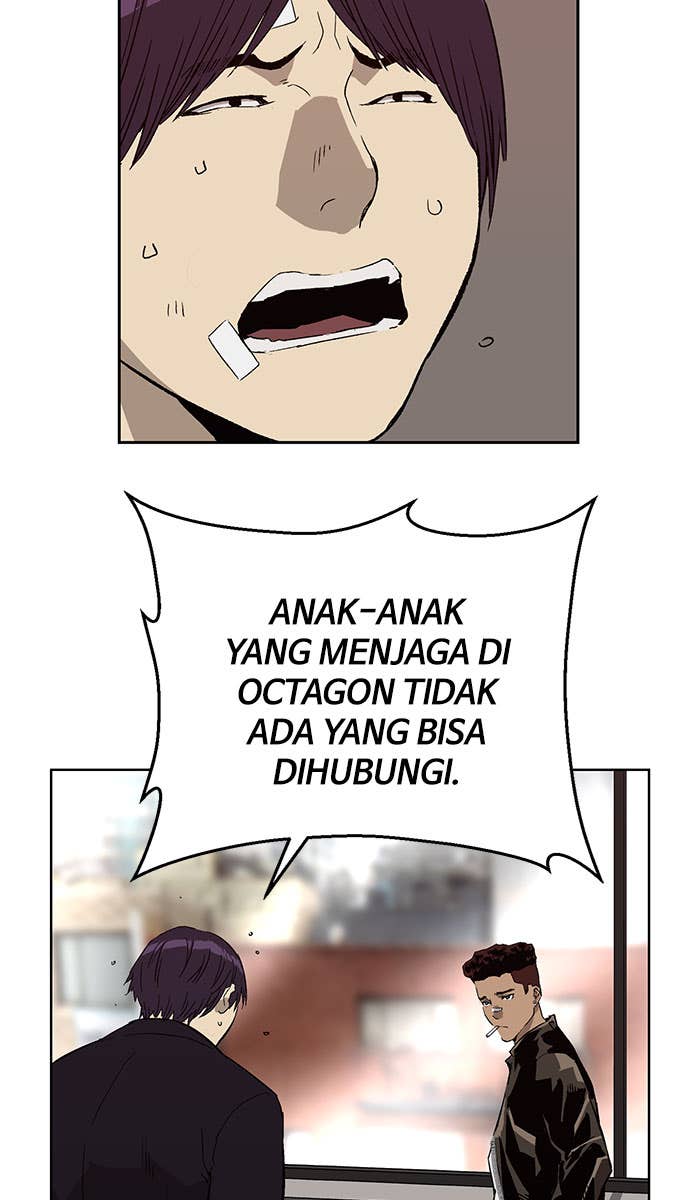 ANAK-ANAK
YANG MENJAGA DI
OCTAGON TIDAK
ADA YANG BISA
DIHUBUNGI.